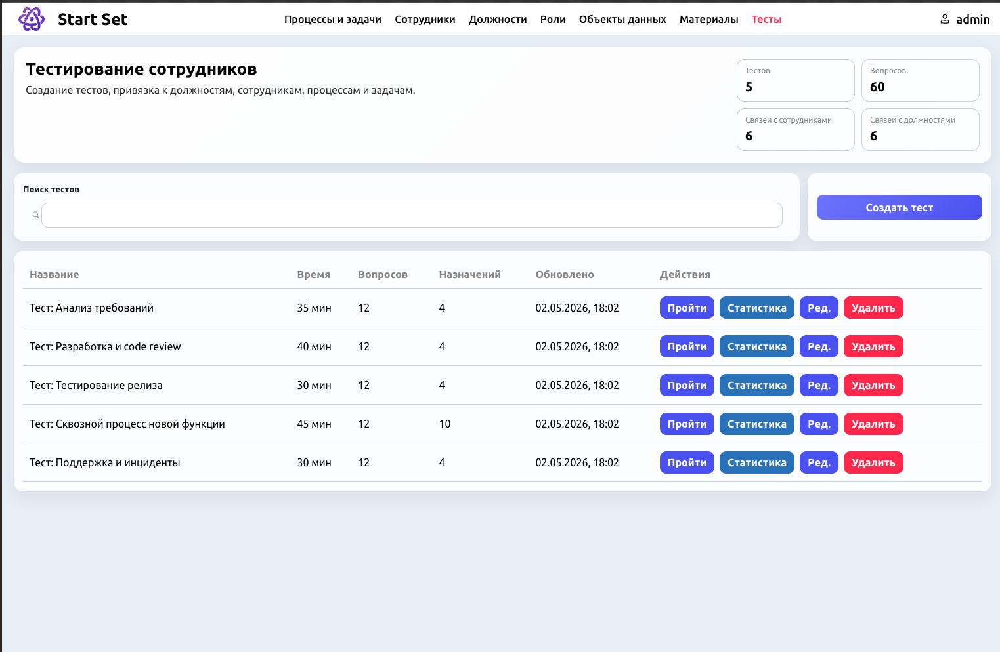 Start Set
Процессы и задачи Сотрудники Должности Роли Объекты данных Материалы Тесты
admin
Тестирование сотрудников
Создание тестов, привязка к должностям, сотрудникам, процессам и задачам.
Тестов
5
Вопросов
60
Связей с сотрудниками
6
Связей с должностями
6
Поиск тестов
Создать тест
Название Время Вопросов Назначений Обновлено Действия
Тест: Анализ требований 35 мин 12 4 02.05.2026, 18:02 Пройти Статистика Ред. Удалить
Тест: Разработка и code review 40 мин 12 4 02.05.2026, 18:02 Пройти Статистика Ред. Удалить
Тест: Тестирование релиза 30 мин 12 4 02.05.2026, 18:02 Пройти Статистика Ред. Удалить
Тест: Сквозной процесс новой функции 45 мин 12 10 02.05.2026, 18:02 Пройти Статистика Ред. Удалить
Тест: Поддержка и инциденты 30 мин 12 4 02.05.2026, 18:02 Пройти Статистика Ред. Удалить